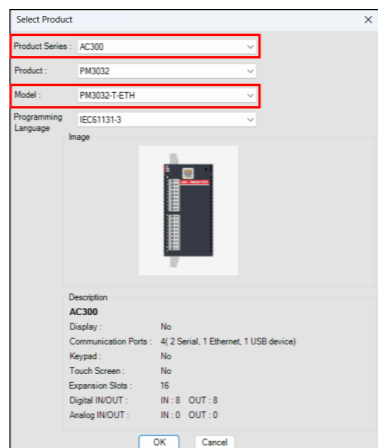 Select Product
Product Series : AC300
Product : PM3032
Model : PM3032-T-ETH
Programming Language IEC61131-3
Image
Description
AC300
Display : No
Communication Ports : 4( 2 Serial, 1 Ethernet, 1 USB device)
Keypad : No
Touch Screen : No
Expansion Slots : 16
Digital IN/OUT : IN : 8 OUT : 8
Analog IN/OUT : IN : 0 OUT : 0
OK Cancel